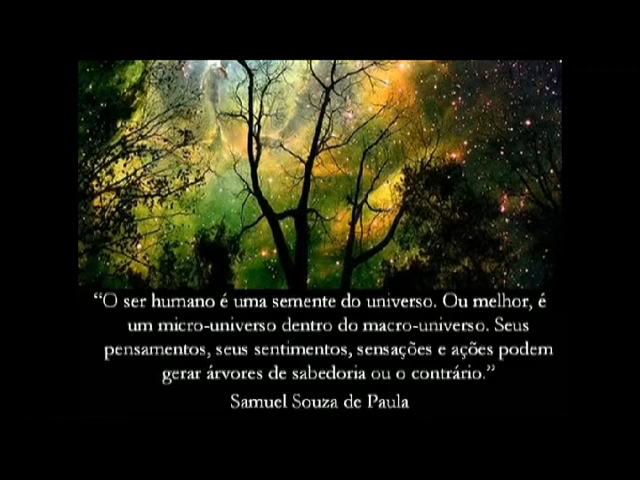 “O ser humano é uma semente do universo. Ou melhor, é
um micro-universo dentro do macro-universo. Seus
pensamentos, seus sentimentos, sensações e ações podem
gerar árvores de sabedoria ou o contrário.”
Samuel Souza de Paula